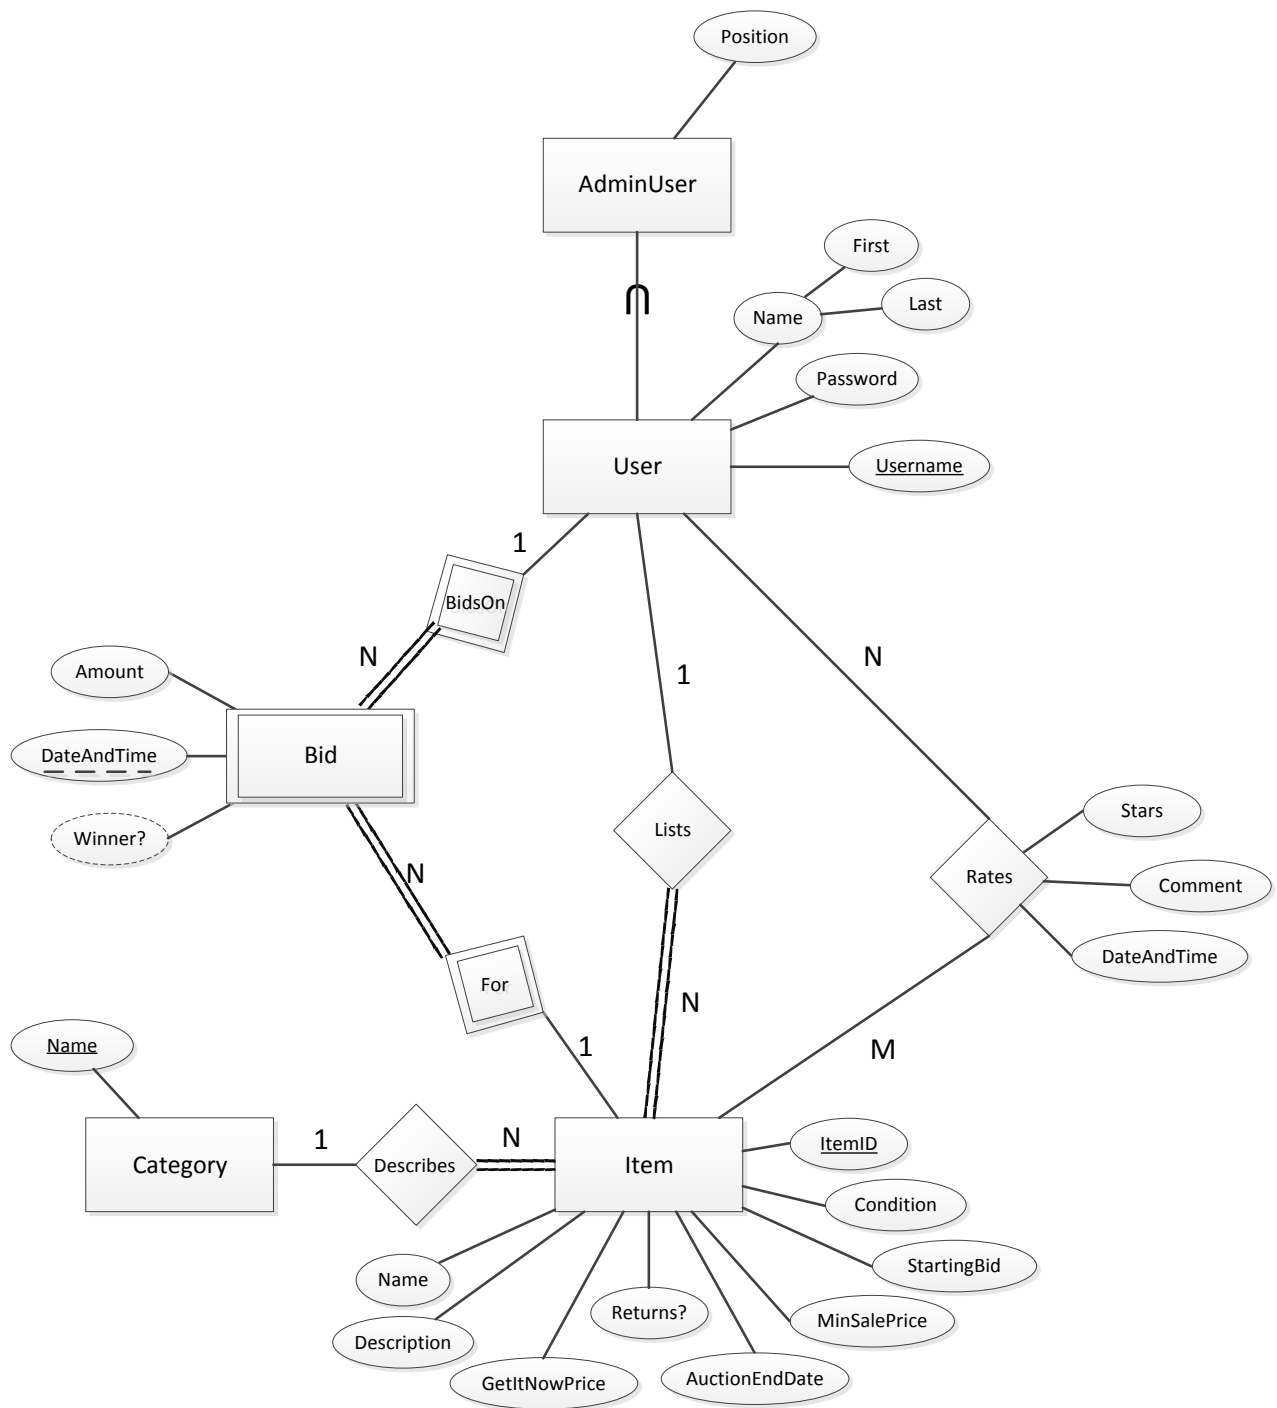 Position
AdminUser
First
Last
Name
Password
User
Username
1
BidsOn
N
1
N
Amount
DateAndTime
Bid
Winner?
Lists
Stars
Rates
Comment
DateAndTime
N
For
N
1
M
Name
Category
1
Describes
N
Item
ItemID
Condition
StartingBid
Name
Returns?
MinSalePrice
Description
GetItNowPrice
AuctionEndDate